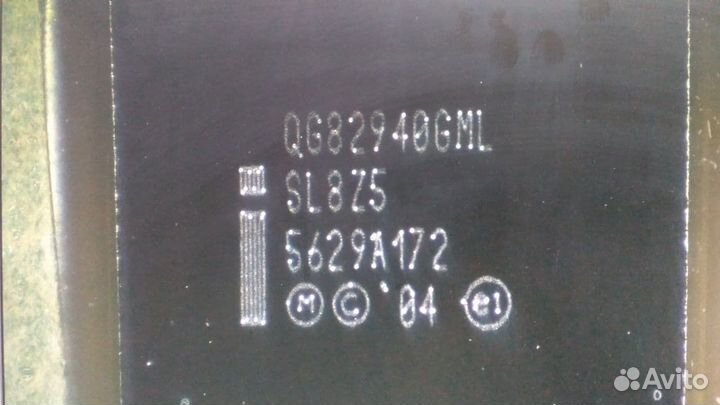 QG82940GML
SL8Z5
5629A172
Ⓜ Ⓒ '04 e1
Avito